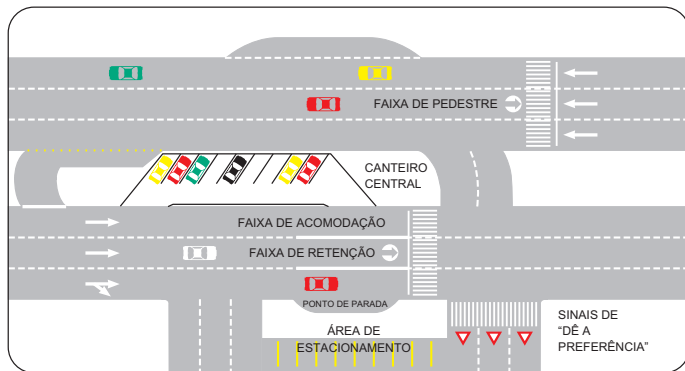 FAIXA DE PEDESTRE
CANTEIRO
CENTRAL
FAIXA DE ACOMODAÇÃO
FAIXA DE RETENÇÃO
PONTO DE PARADA
ÁREA DE
ESTACIONAMENTO
SINAIS DE
“DÊ A
PREFERÊNCIA”